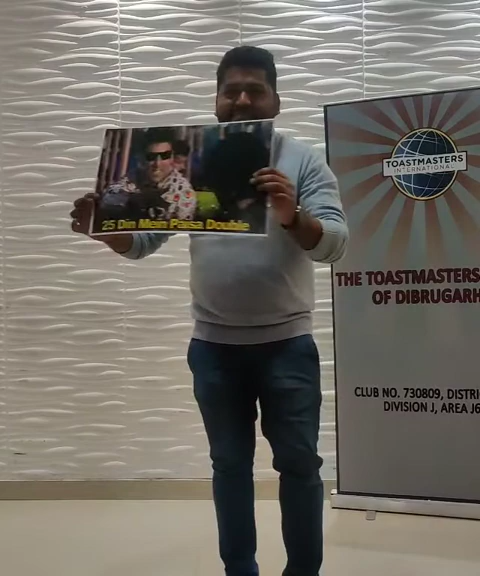 25 Din Mein Paisa Double
TOASTMASTERS
INTERNATIONAL
THE TOASTMASTERS
OF DIBRUGARH
CLUB NO. 730809, DISTRI
DIVISION J, AREA J6